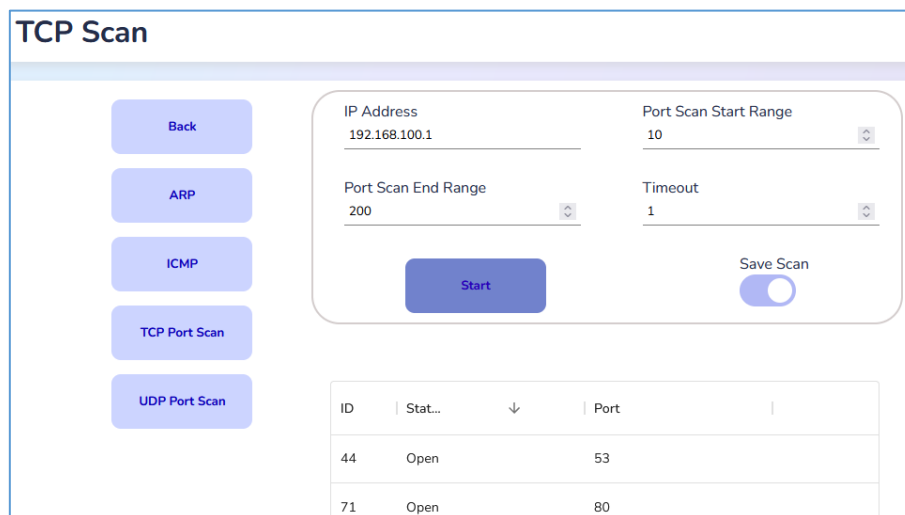 TCP Scan
Back
ARP
ICMP
TCP Port Scan
UDP Port Scan
IP Address
192.168.100.1
Port Scan Start Range
10
Port Scan End Range
200
Timeout
1
Start
Save Scan
ID Stat... Port
44 Open 53
71 Open 80